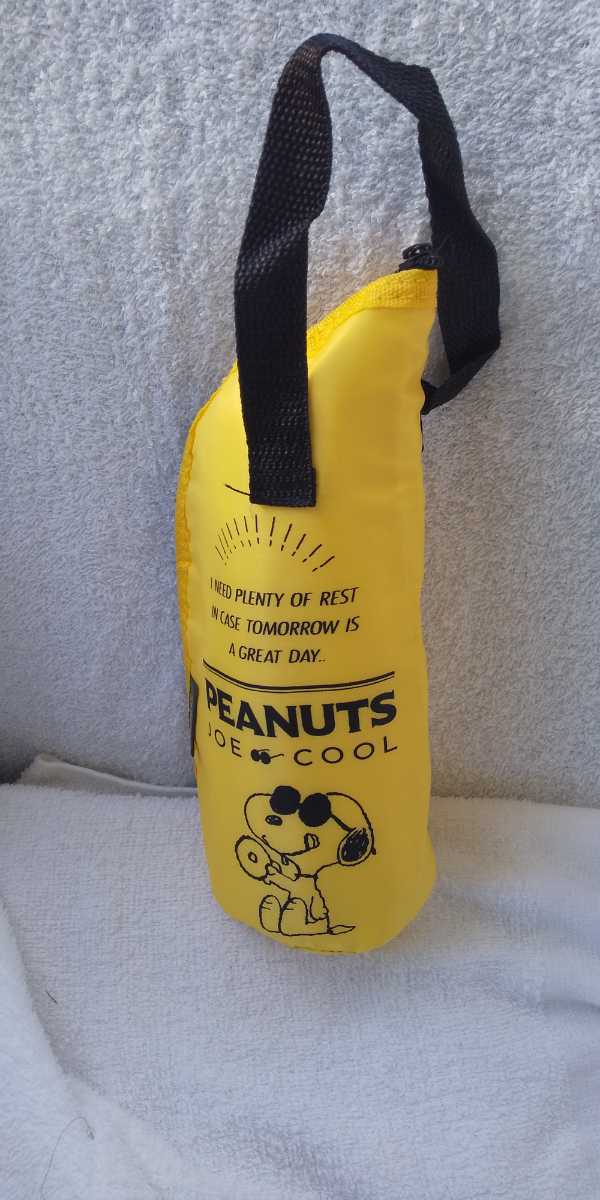 I NEED PLENTY OF REST
IN CASE TOMORROW IS
A GREAT DAY..
PEANUTS
JOE COOL